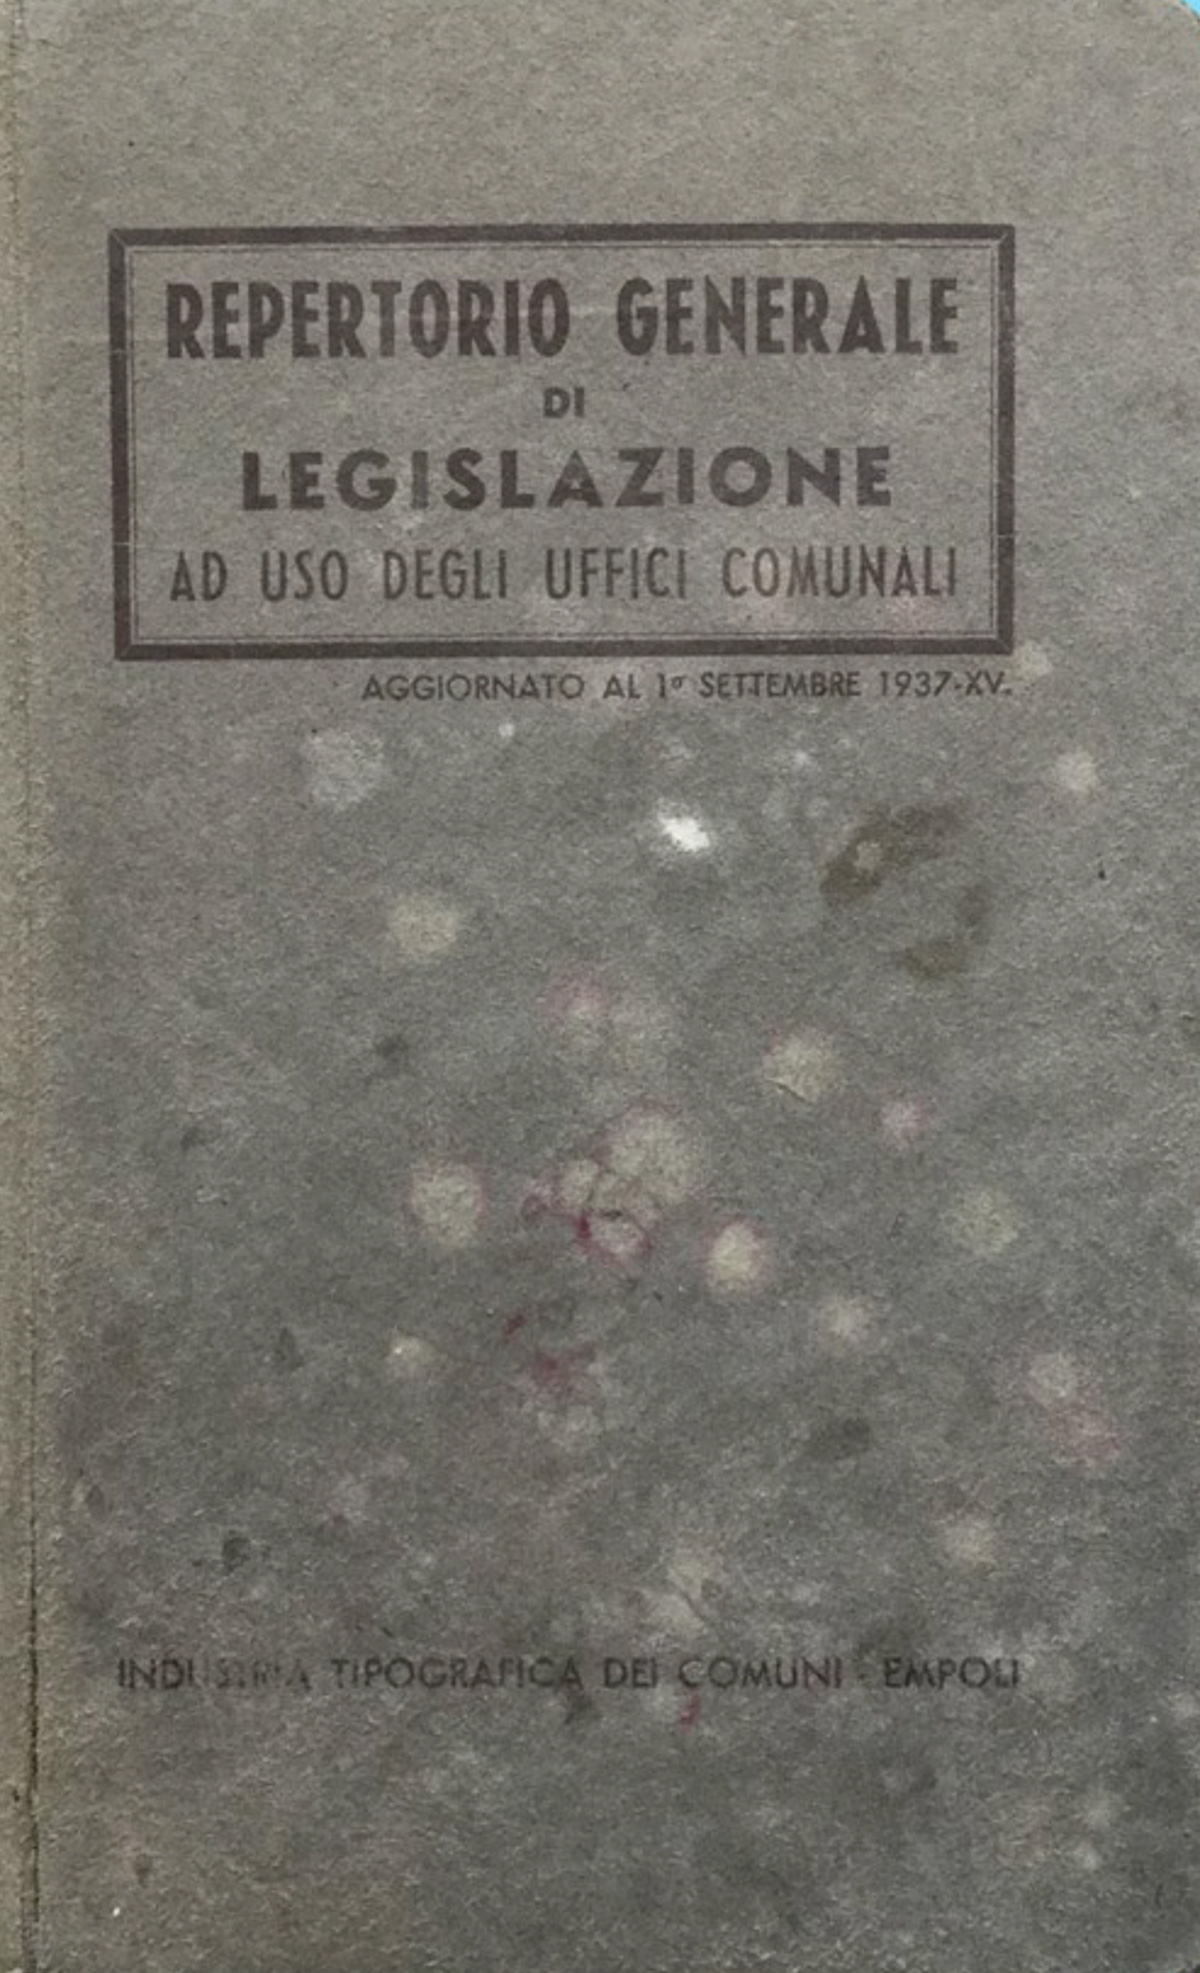 REPERTORIO GENERALE
DI
LEGISLAZIONE
AD USO DEGLI UFFICI COMUNALI
AGGIORNATO AL 1º SETTEMBRE 1937-XV.
INDUSTRIA TIPOGRAFICA DEI COMUNI - EMPOLI